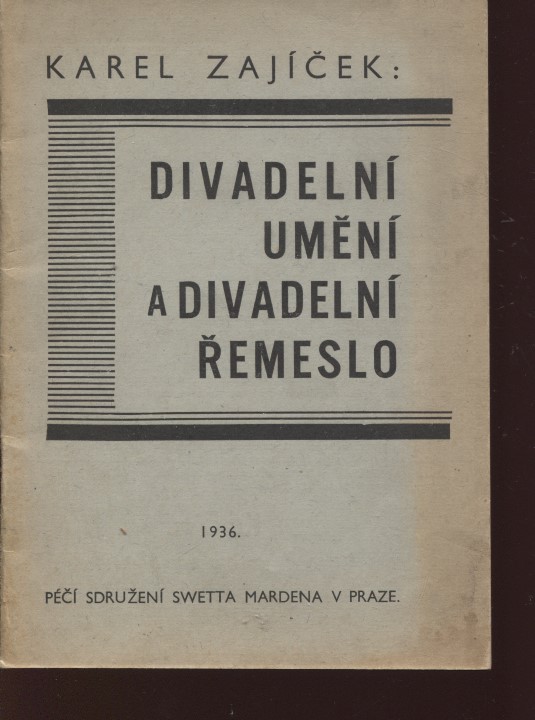 KAREL ZAJÍČEK:
DIVADELNÍ
UMĚNÍ
A DIVADELNÍ
ŘEMESLO
1936.
PÉČÍ SDRUŽENÍ SWETTA MARDENA V PRAZE.